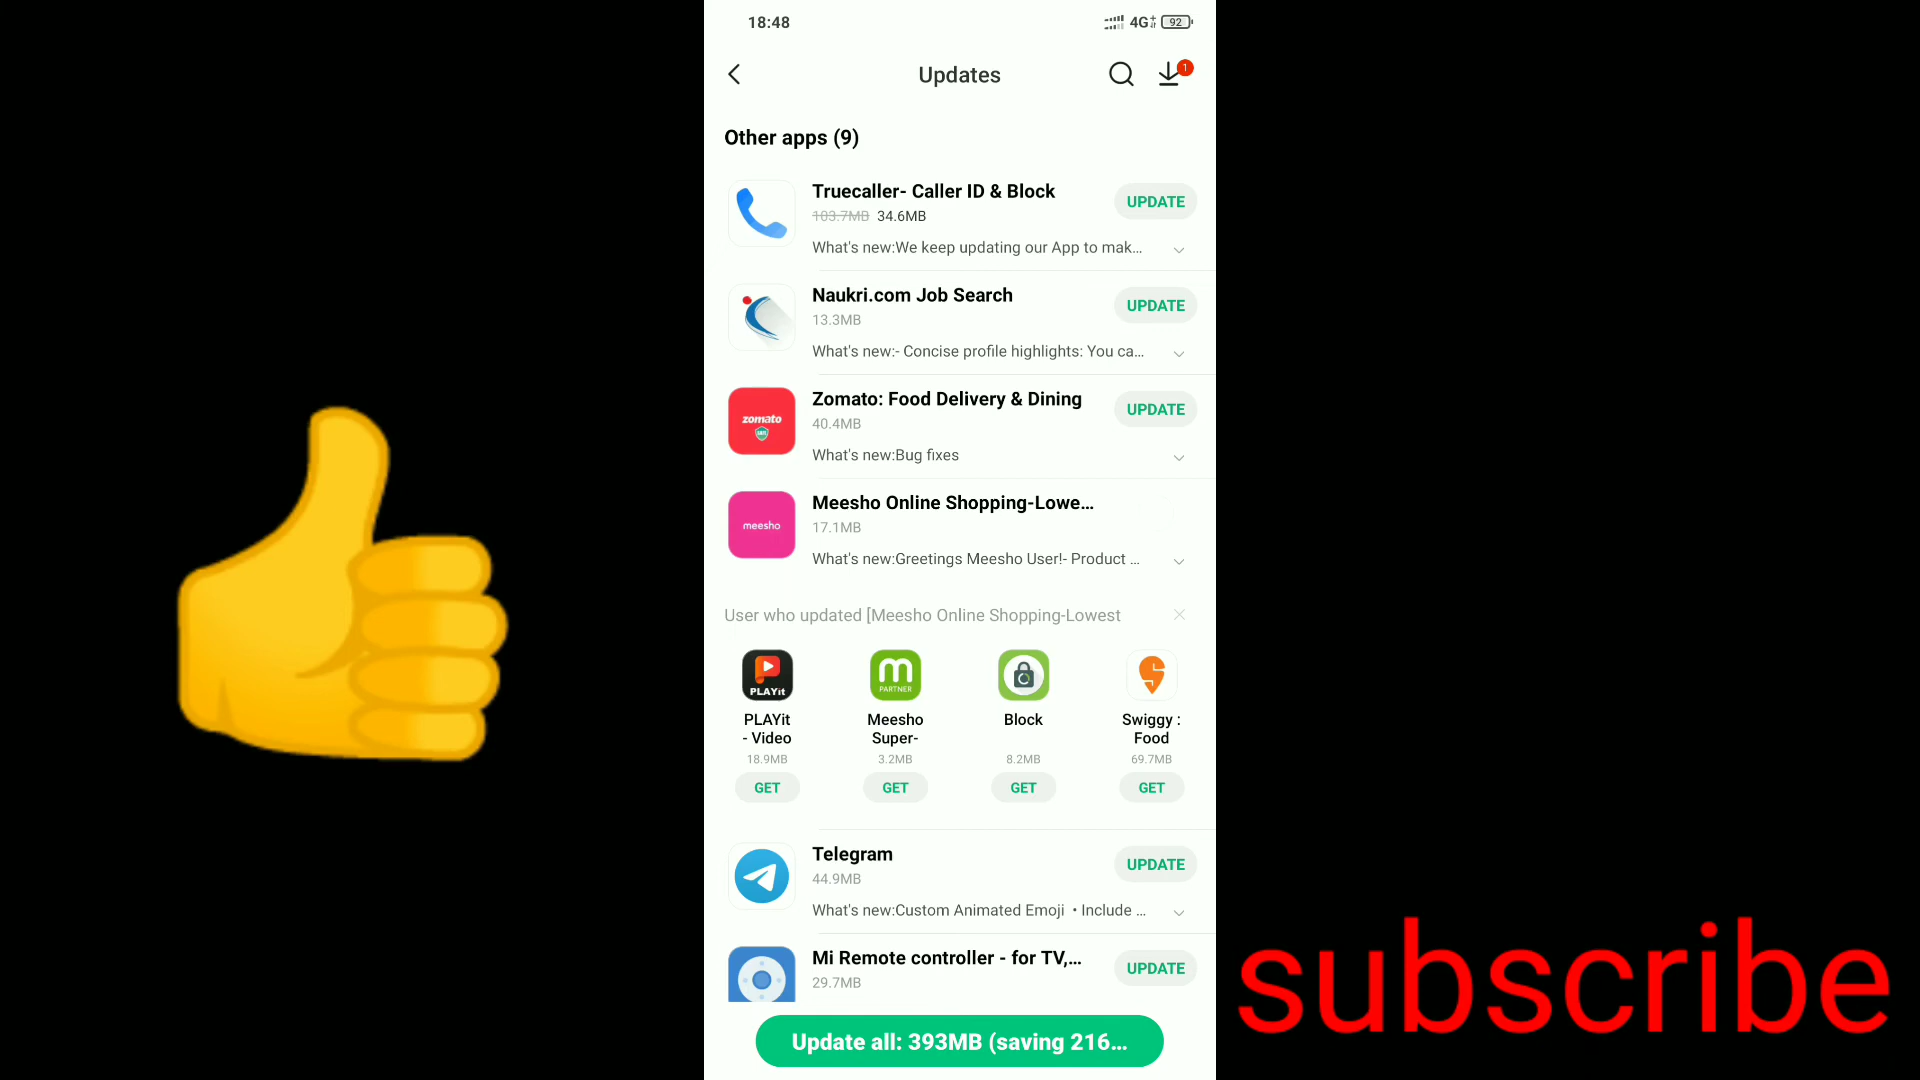 18:48
4G+ 92
Updates
1
Other apps (9)
Truecaller- Caller ID & Block
UPDATE
103.7MB 34.6MB
What's new:We keep updating our App to mak...
Naukri.com Job Search
UPDATE
13.3MB
What's new:- Concise profile highlights: You ca...
zomato
Zomato: Food Delivery & Dining
UPDATE
40.4MB
What's new:Bug fixes
meesho
Meesho Online Shopping-Lowe...
17.1MB
What's new:Greetings Meesho User!- Product ...
User who updated [Meesho Online Shopping-Lowest
PLAYit
m
PARTNER
PLAYit
- Video
18.9MB
GET
Meesho
Super-
3.2MB
GET
Block
8.2MB
GET
Swiggy :
Food
69.7MB
GET
Telegram
UPDATE
44.9MB
What's new:Custom Animated Emoji • Include ...
Mi Remote controller - for TV,...
UPDATE
29.7MB
Update all: 393MB (saving 216...
subscribe